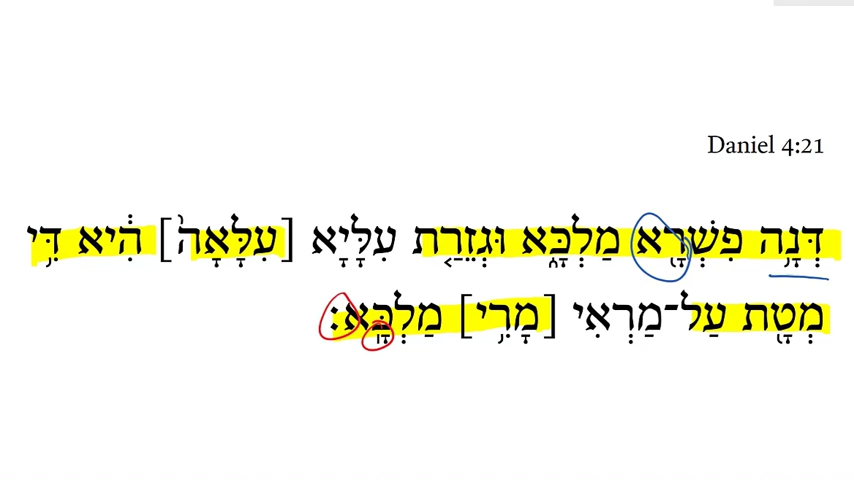 Daniel 4:21
דְּנָ֥ה פִשְׁרָ֖א מַלְכָּ֑א וּגְזֵרַ֤ת עִלָּיָא [עִלָּאָה֙] הִ֔יא דִּ֥י
מְטָ֖ת עַל־מַרְאִי [מָרִ֥י] מַלְכָּֽא׃